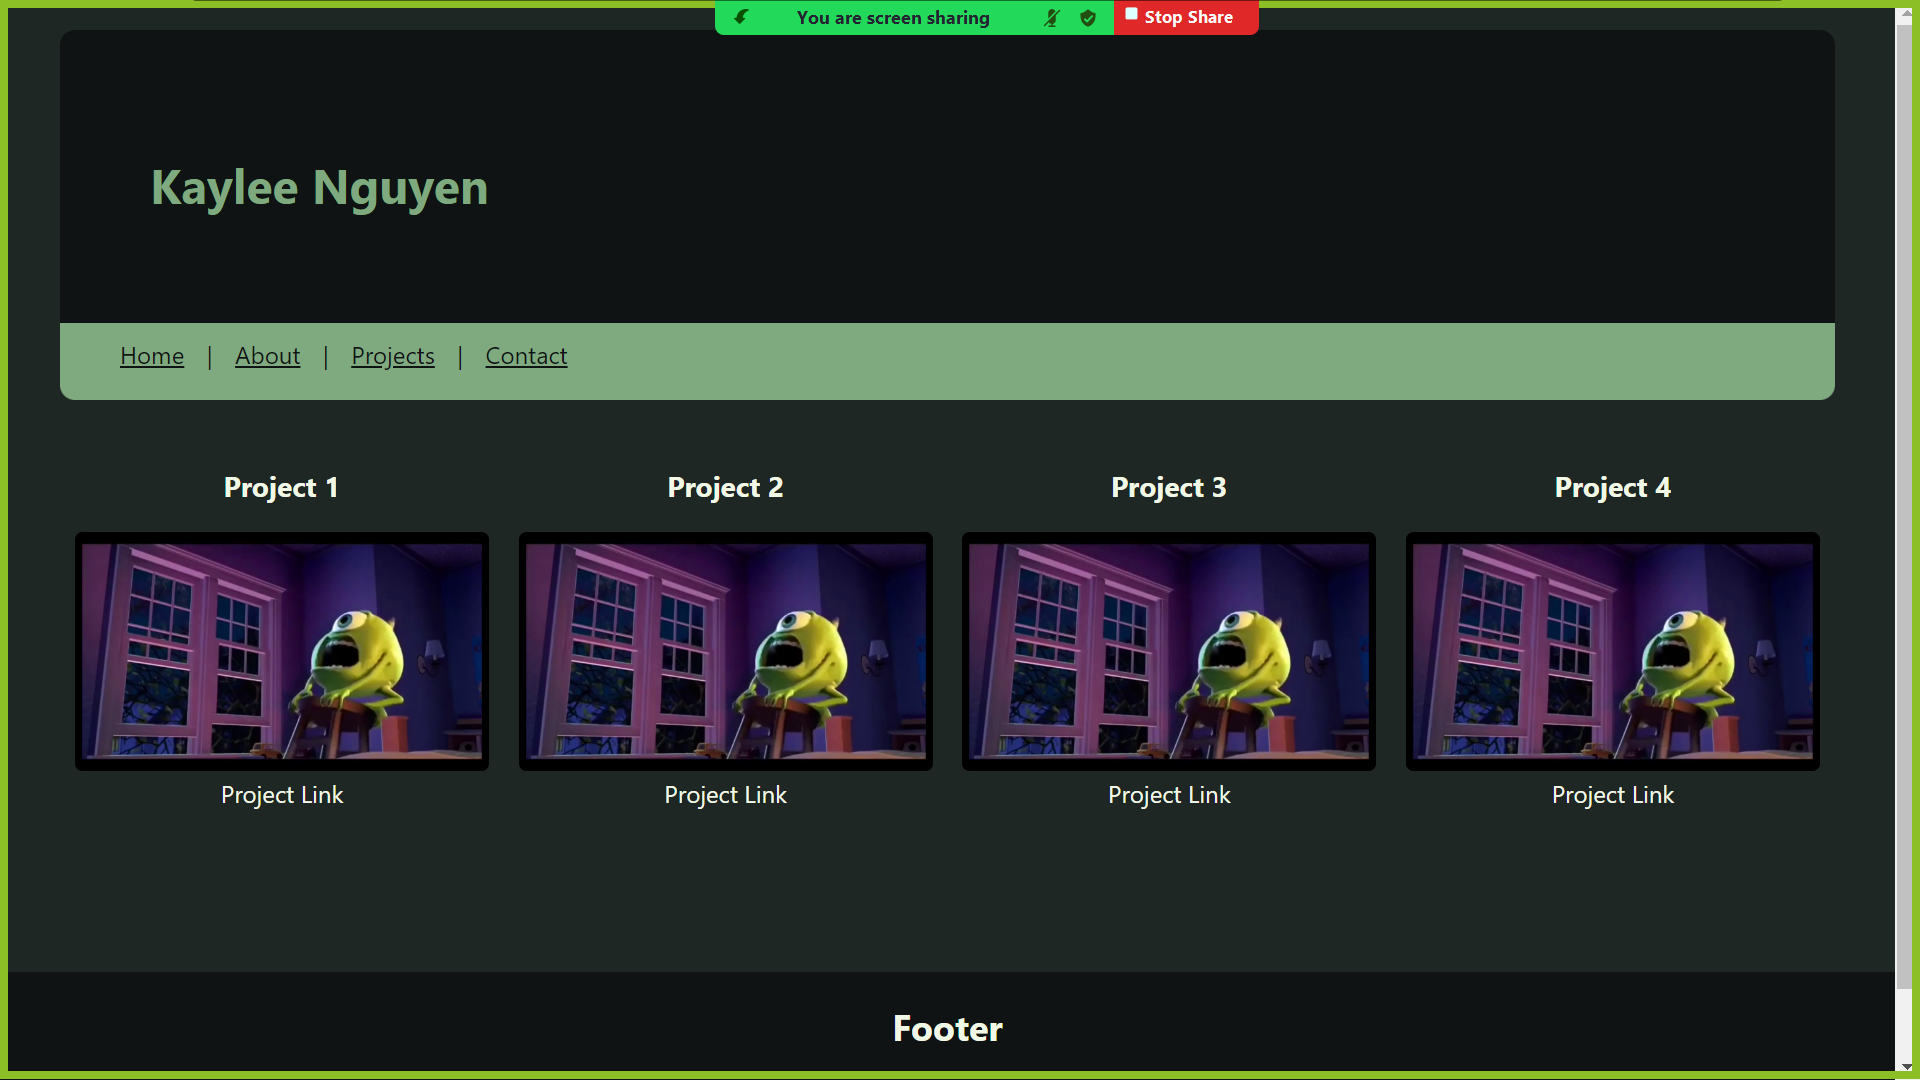 You are screen sharing Stop Share
Kaylee Nguyen
Home | About | Projects | Contact
Project 1 Project 2 Project 3 Project 4
Project Link Project Link Project Link Project Link
Footer